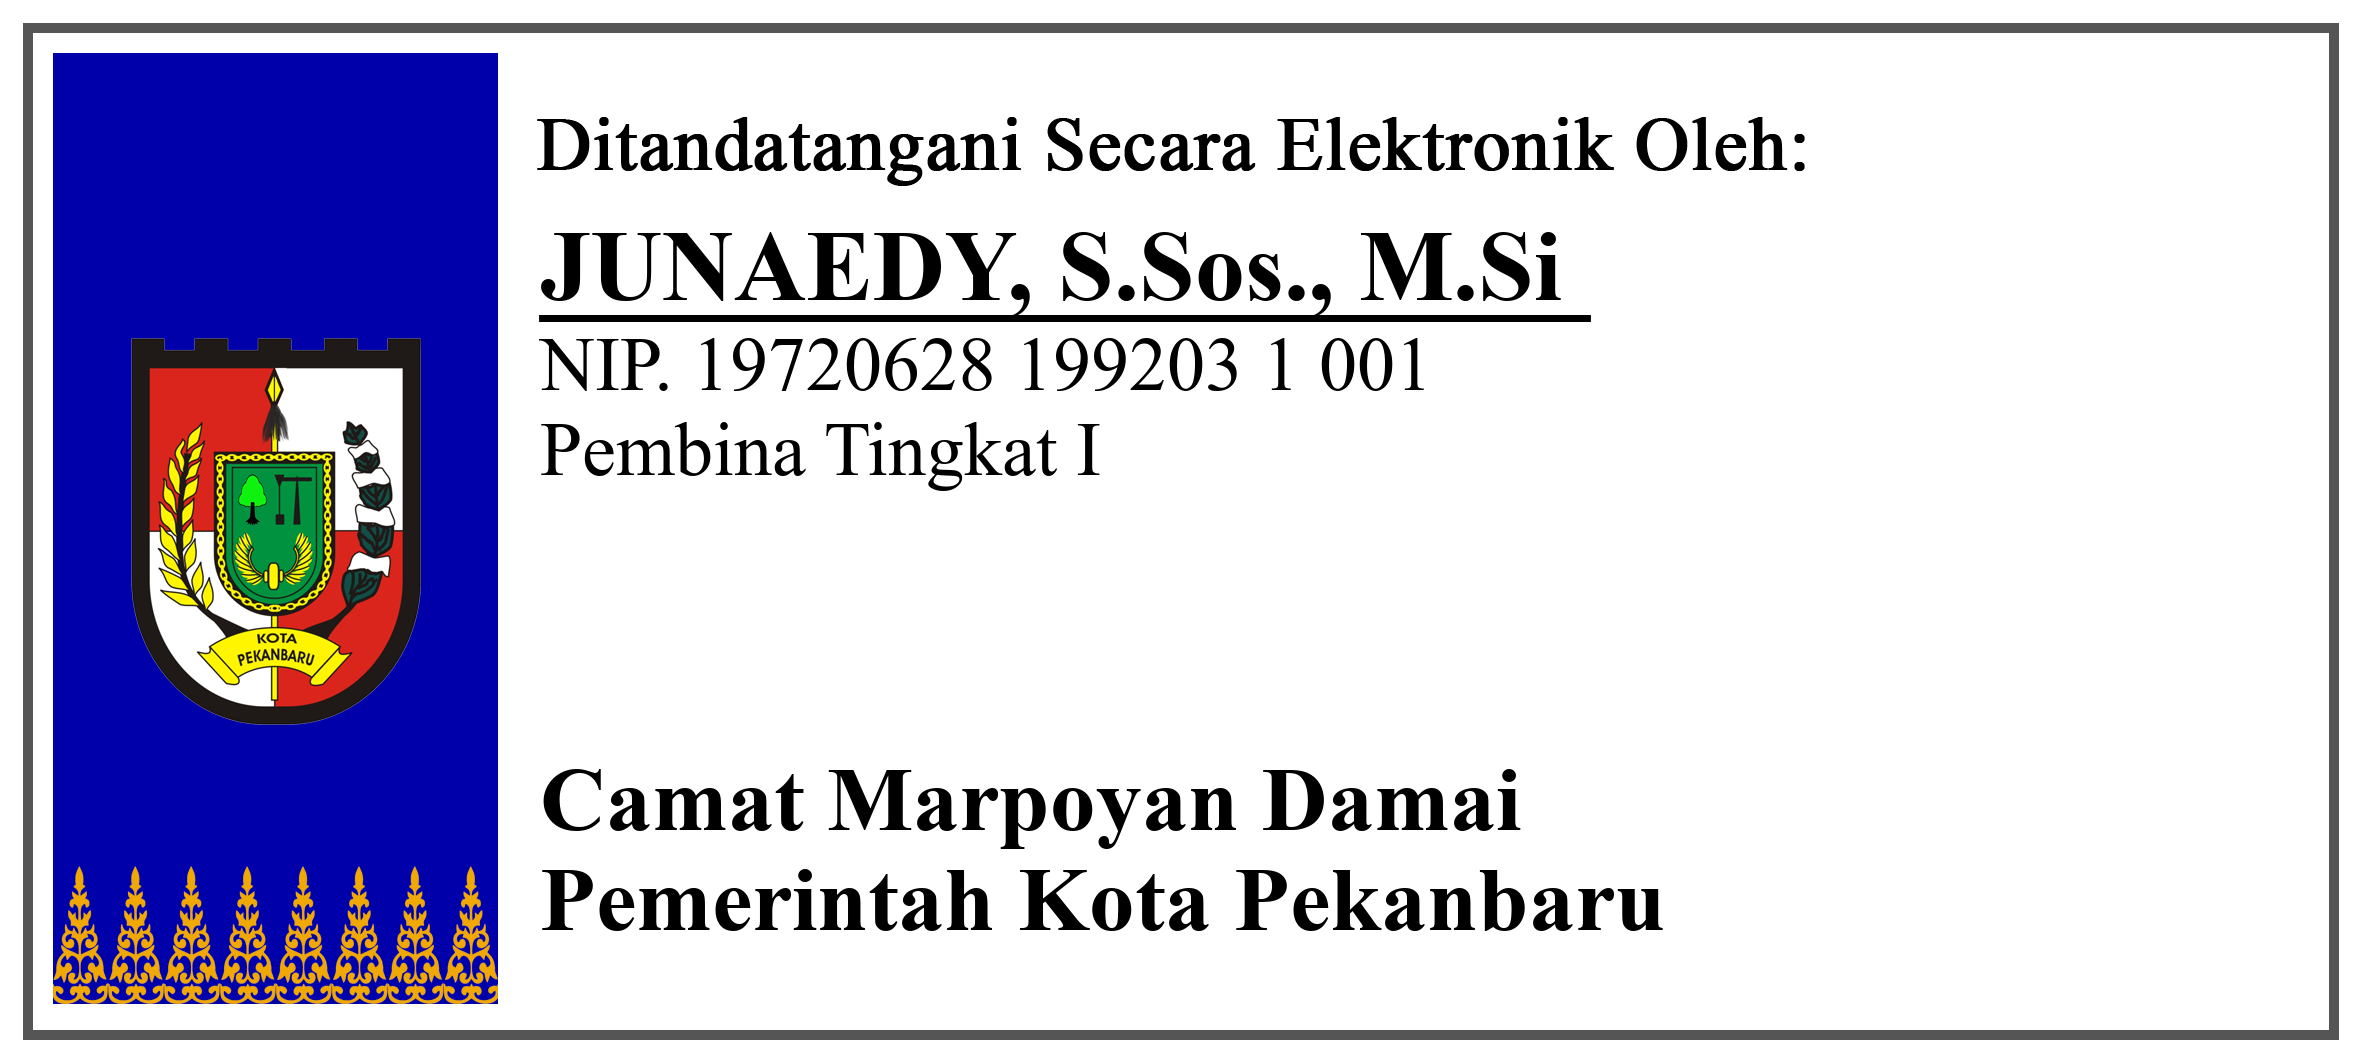 Ditandatangani Secara Elektronik Oleh:
JUNAEDY, S.Sos., M.Si
NIP. 19720628 199203 1 001
Pembina Tingkat I
KOTA
PEKANBARU
Camat Marpoyan Damai
Pemerintah Kota Pekanbaru